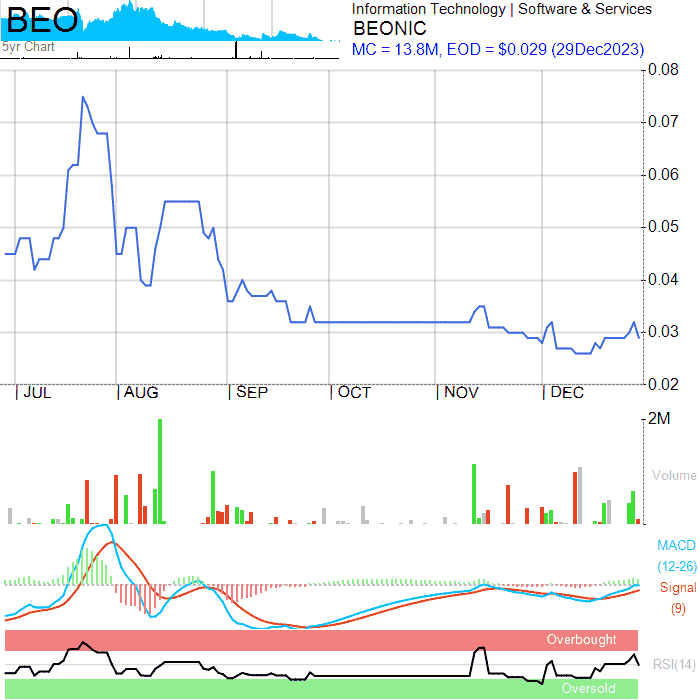 BEO
5yr Chart
Information Technology | Software & Services
BEONIC
MC = 13.8M, EOD = $0.029 (29Dec2023)
0.08
0.07
0.06
0.05
0.04
0.03
0.02
JUL AUG SEP OCT NOV DEC
2M
Volume
MACD
(12-26)
Signal
(9)
Overbought
RSI(14)
Oversold